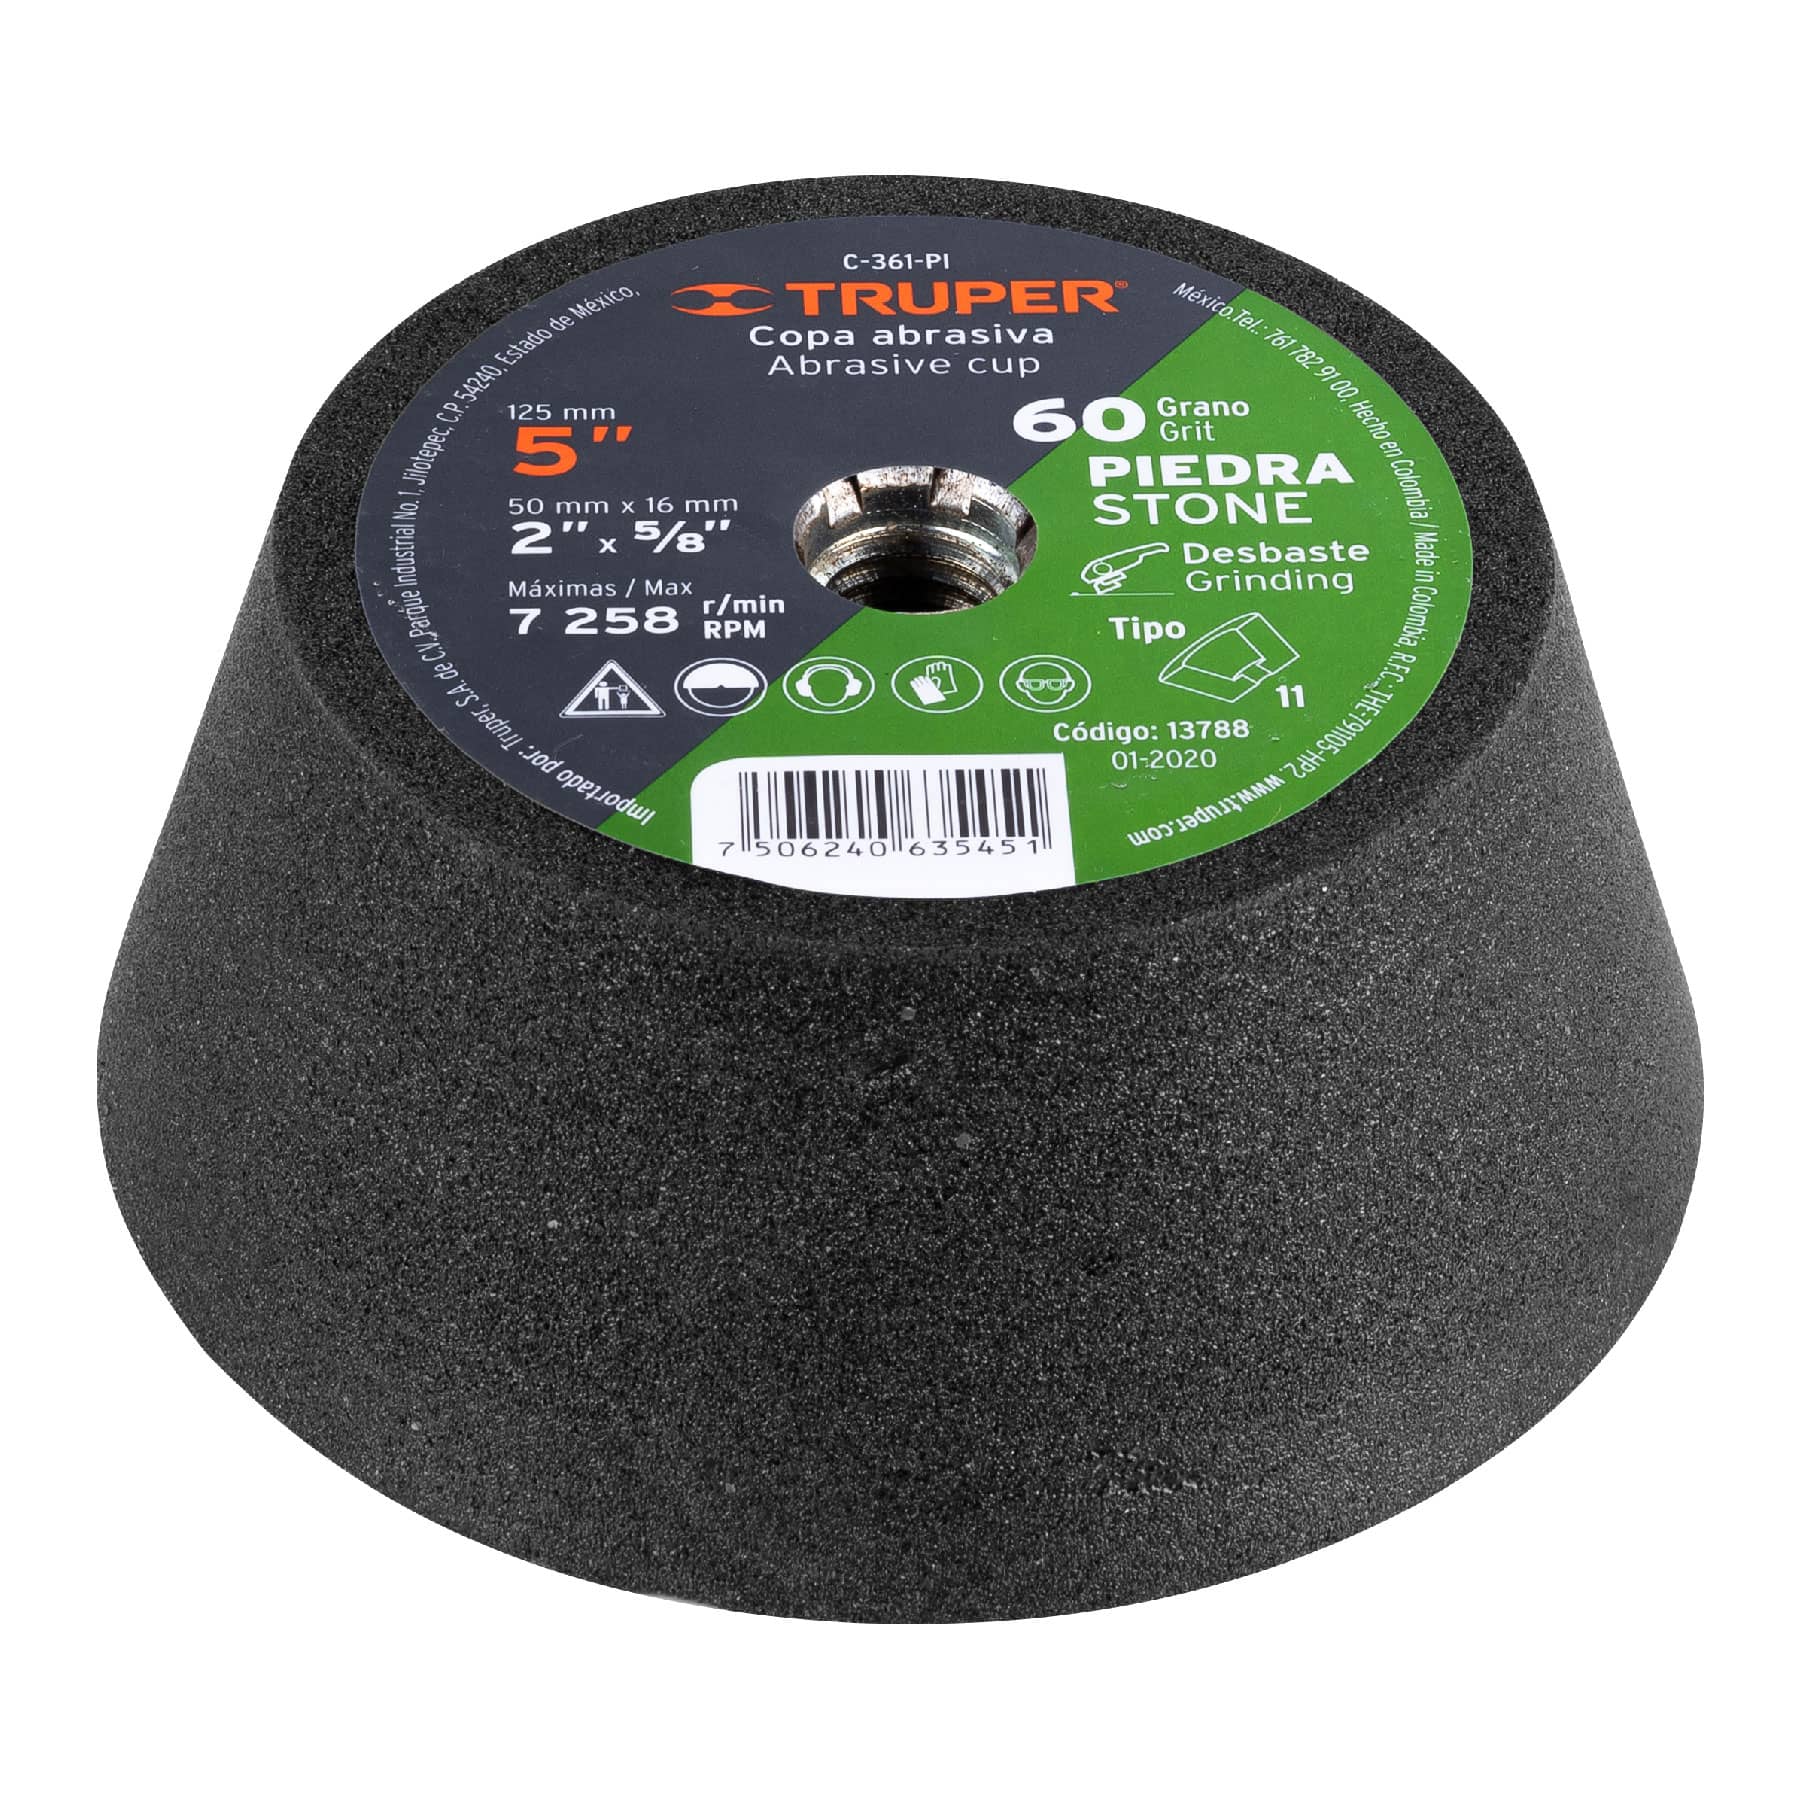 C-361-PI
TRUPER®
Copa abrasiva
Abrasive cup
125 mm
5"
50 mm x 16 mm
2" x 5/8"
Máximas / Max
7 258 r/min
RPM
60 Grano
Grit
PIEDRA
STONE
Desbaste
Grinding
Tipo
11
Código: 13788
01-2020
7 506240 635451
Importado por: Truper, S.A. de C.V. Parque Industrial No. 1, Jilotepec, C.P. 54240, Estado de México,
México.Tel.: 761 782 91 00, Hecho en Colombia / Made in Colombia, R.F.C.: THE-791105-HP2. www.truper.com